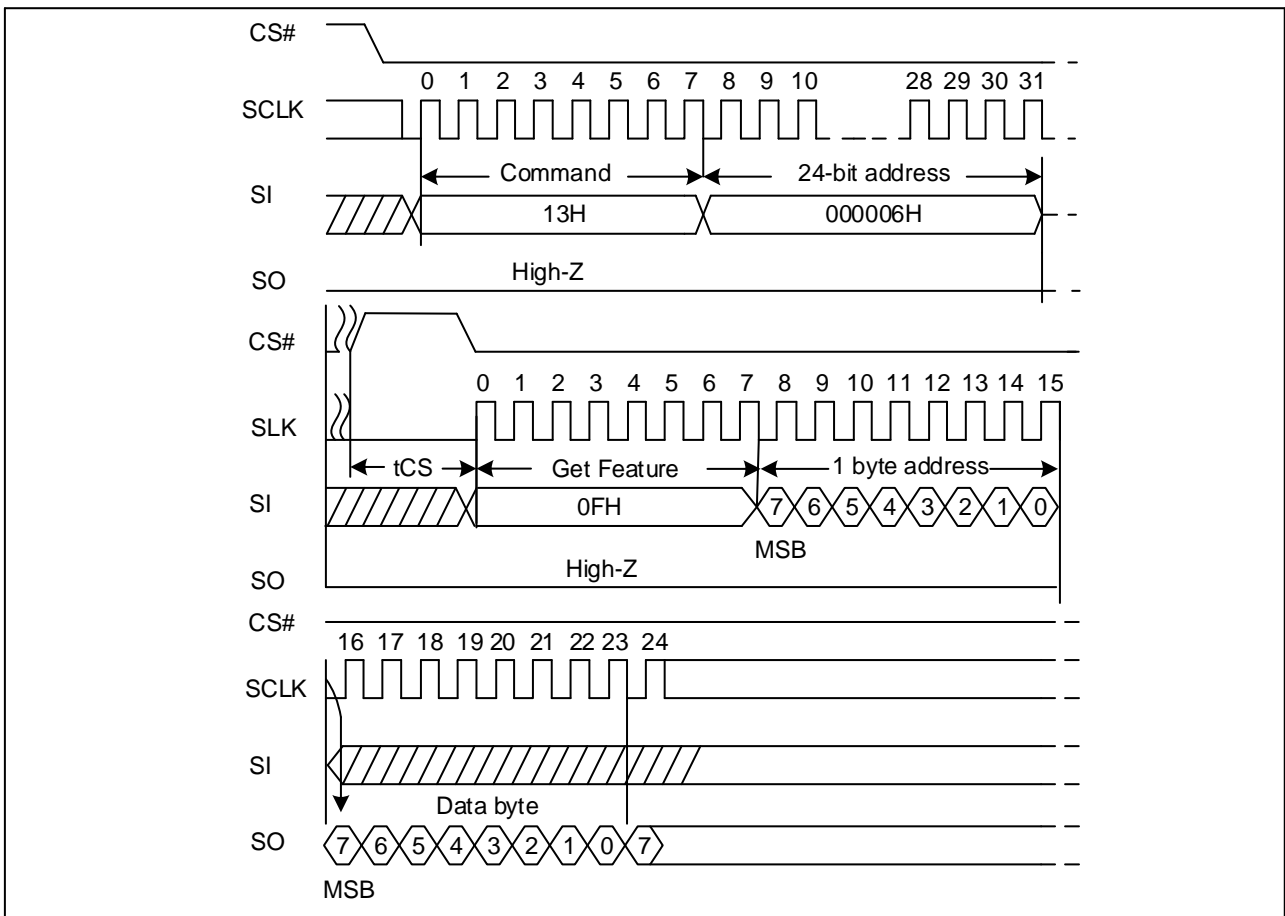 CS#
0 1 2 3 4 5 6 7 8 9 10 28 29 30 31
SCLK
Command 24-bit address
SI
13H 000006H
High-Z
SO
CS#
0 1 2 3 4 5 6 7 8 9 10 11 12 13 14 15
SLK
tCS Get Feature 1 byte address
SI 0FH 7 6 5 4 3 2 1 0
MSB
High-Z
SO
CS#
16 17 18 19 20 21 22 23 24
SCLK
SI
Data byte
SO 7 6 5 4 3 2 1 0 7
MSB